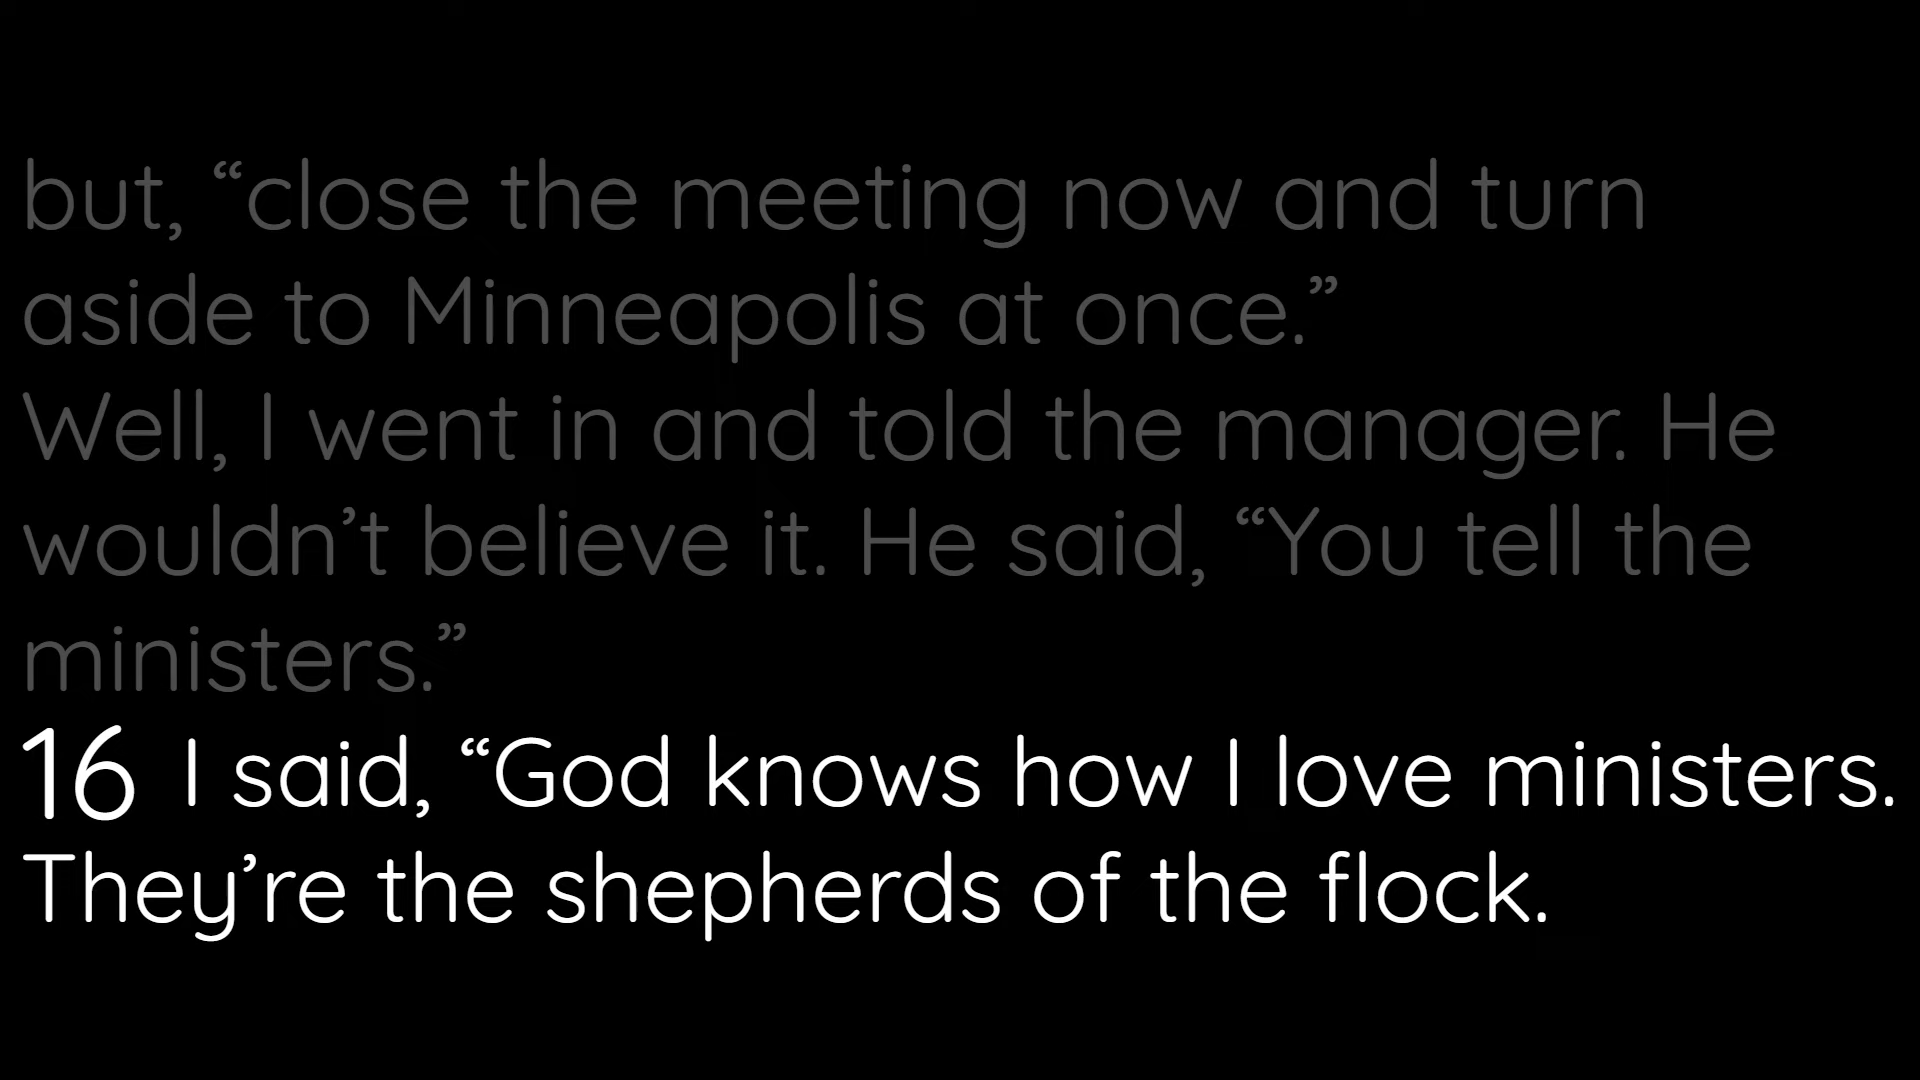 but, “close the meeting now and turn
aside to Minneapolis at once.”
Well, I went in and told the manager. He
wouldn’t believe it. He said, “You tell the
ministers.”
16 I said, “God knows how I love ministers.
They’re the shepherds of the flock.